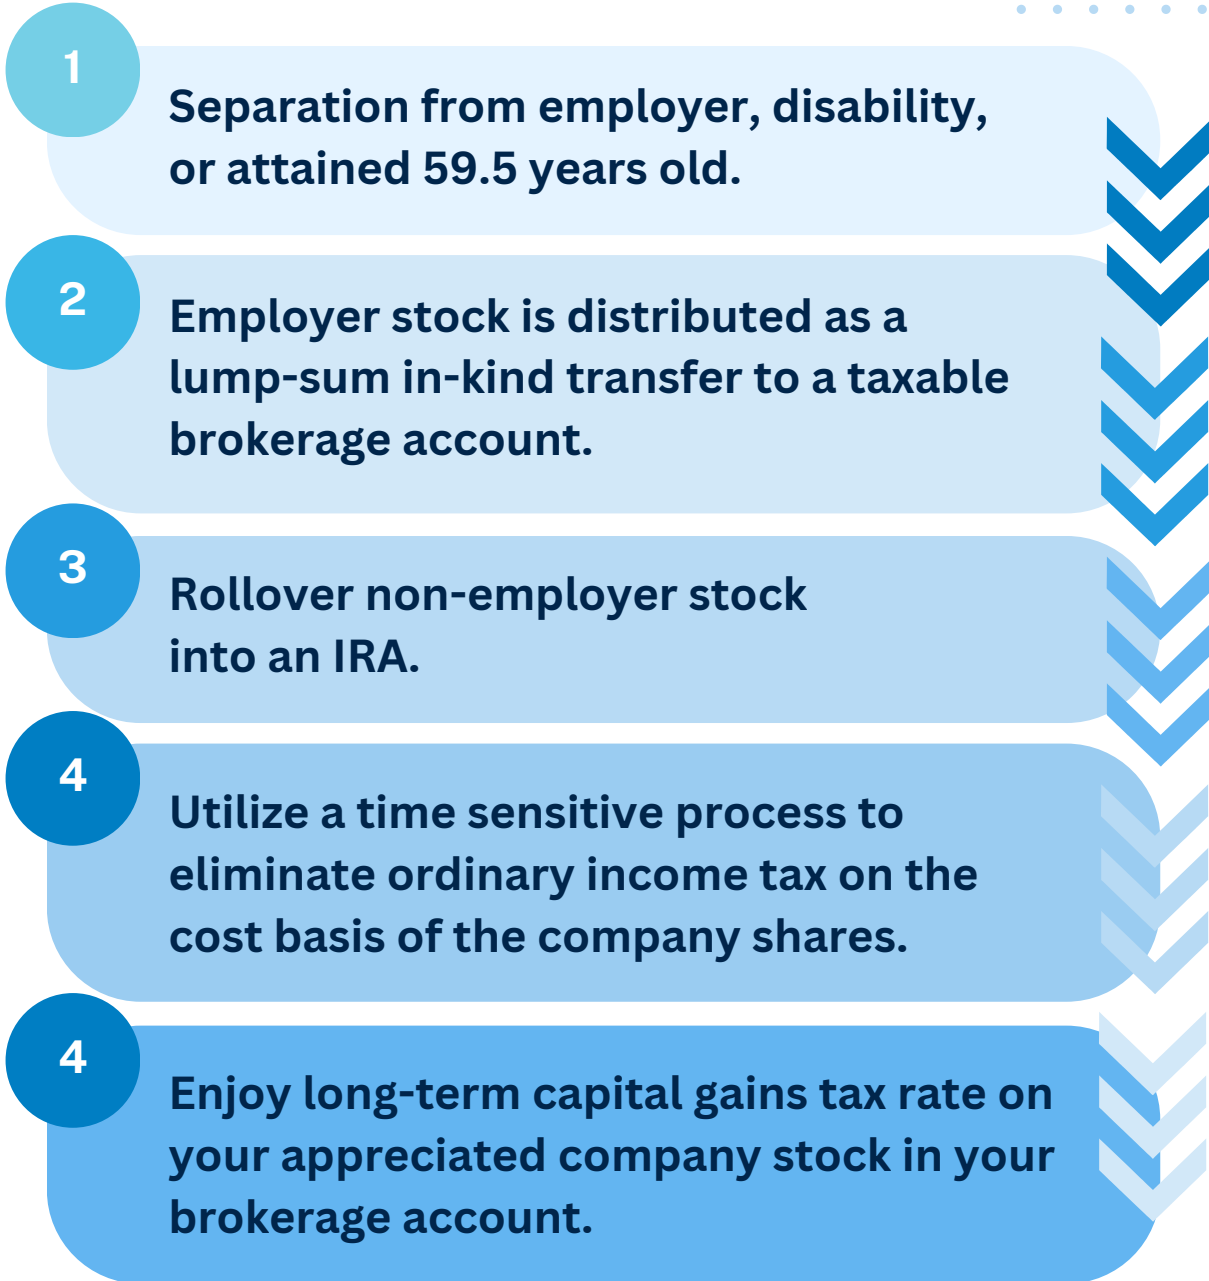 1
Separation from employer, disability,
or attained 59.5 years old.
2
Employer stock is distributed as a
lump-sum in-kind transfer to a taxable
brokerage account.
3
Rollover non-employer stock
into an IRA.
4
Utilize a time sensitive process to
eliminate ordinary income tax on the
cost basis of the company shares.
4
Enjoy long-term capital gains tax rate on
your appreciated company stock in your
brokerage account.